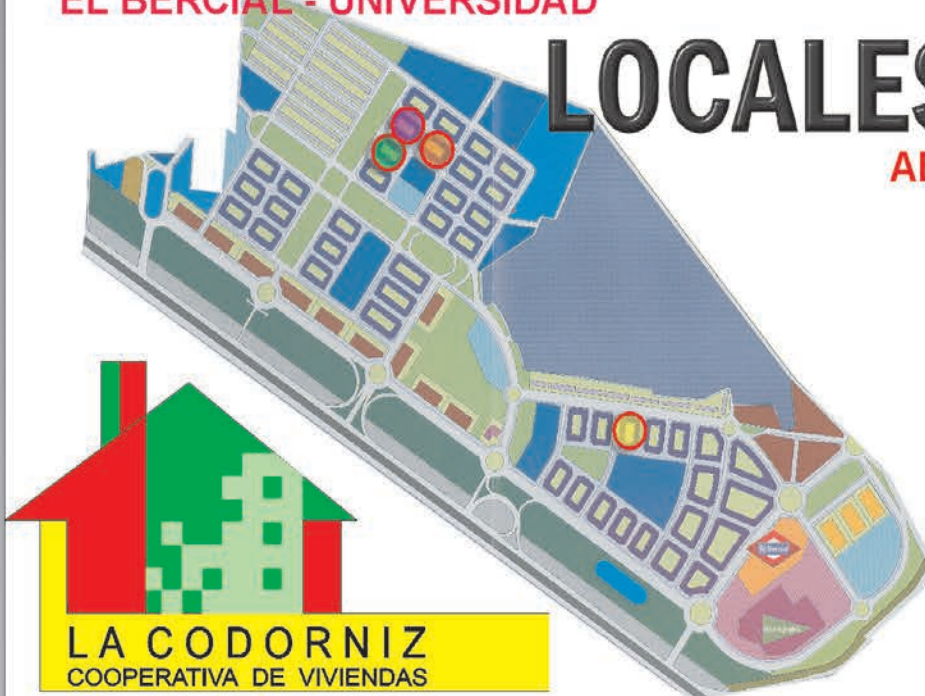 EL BERCIAL - UNIVERSIDAD
LOCALES
LA CODORNIZ
COOPERATIVA DE VIVIENDAS